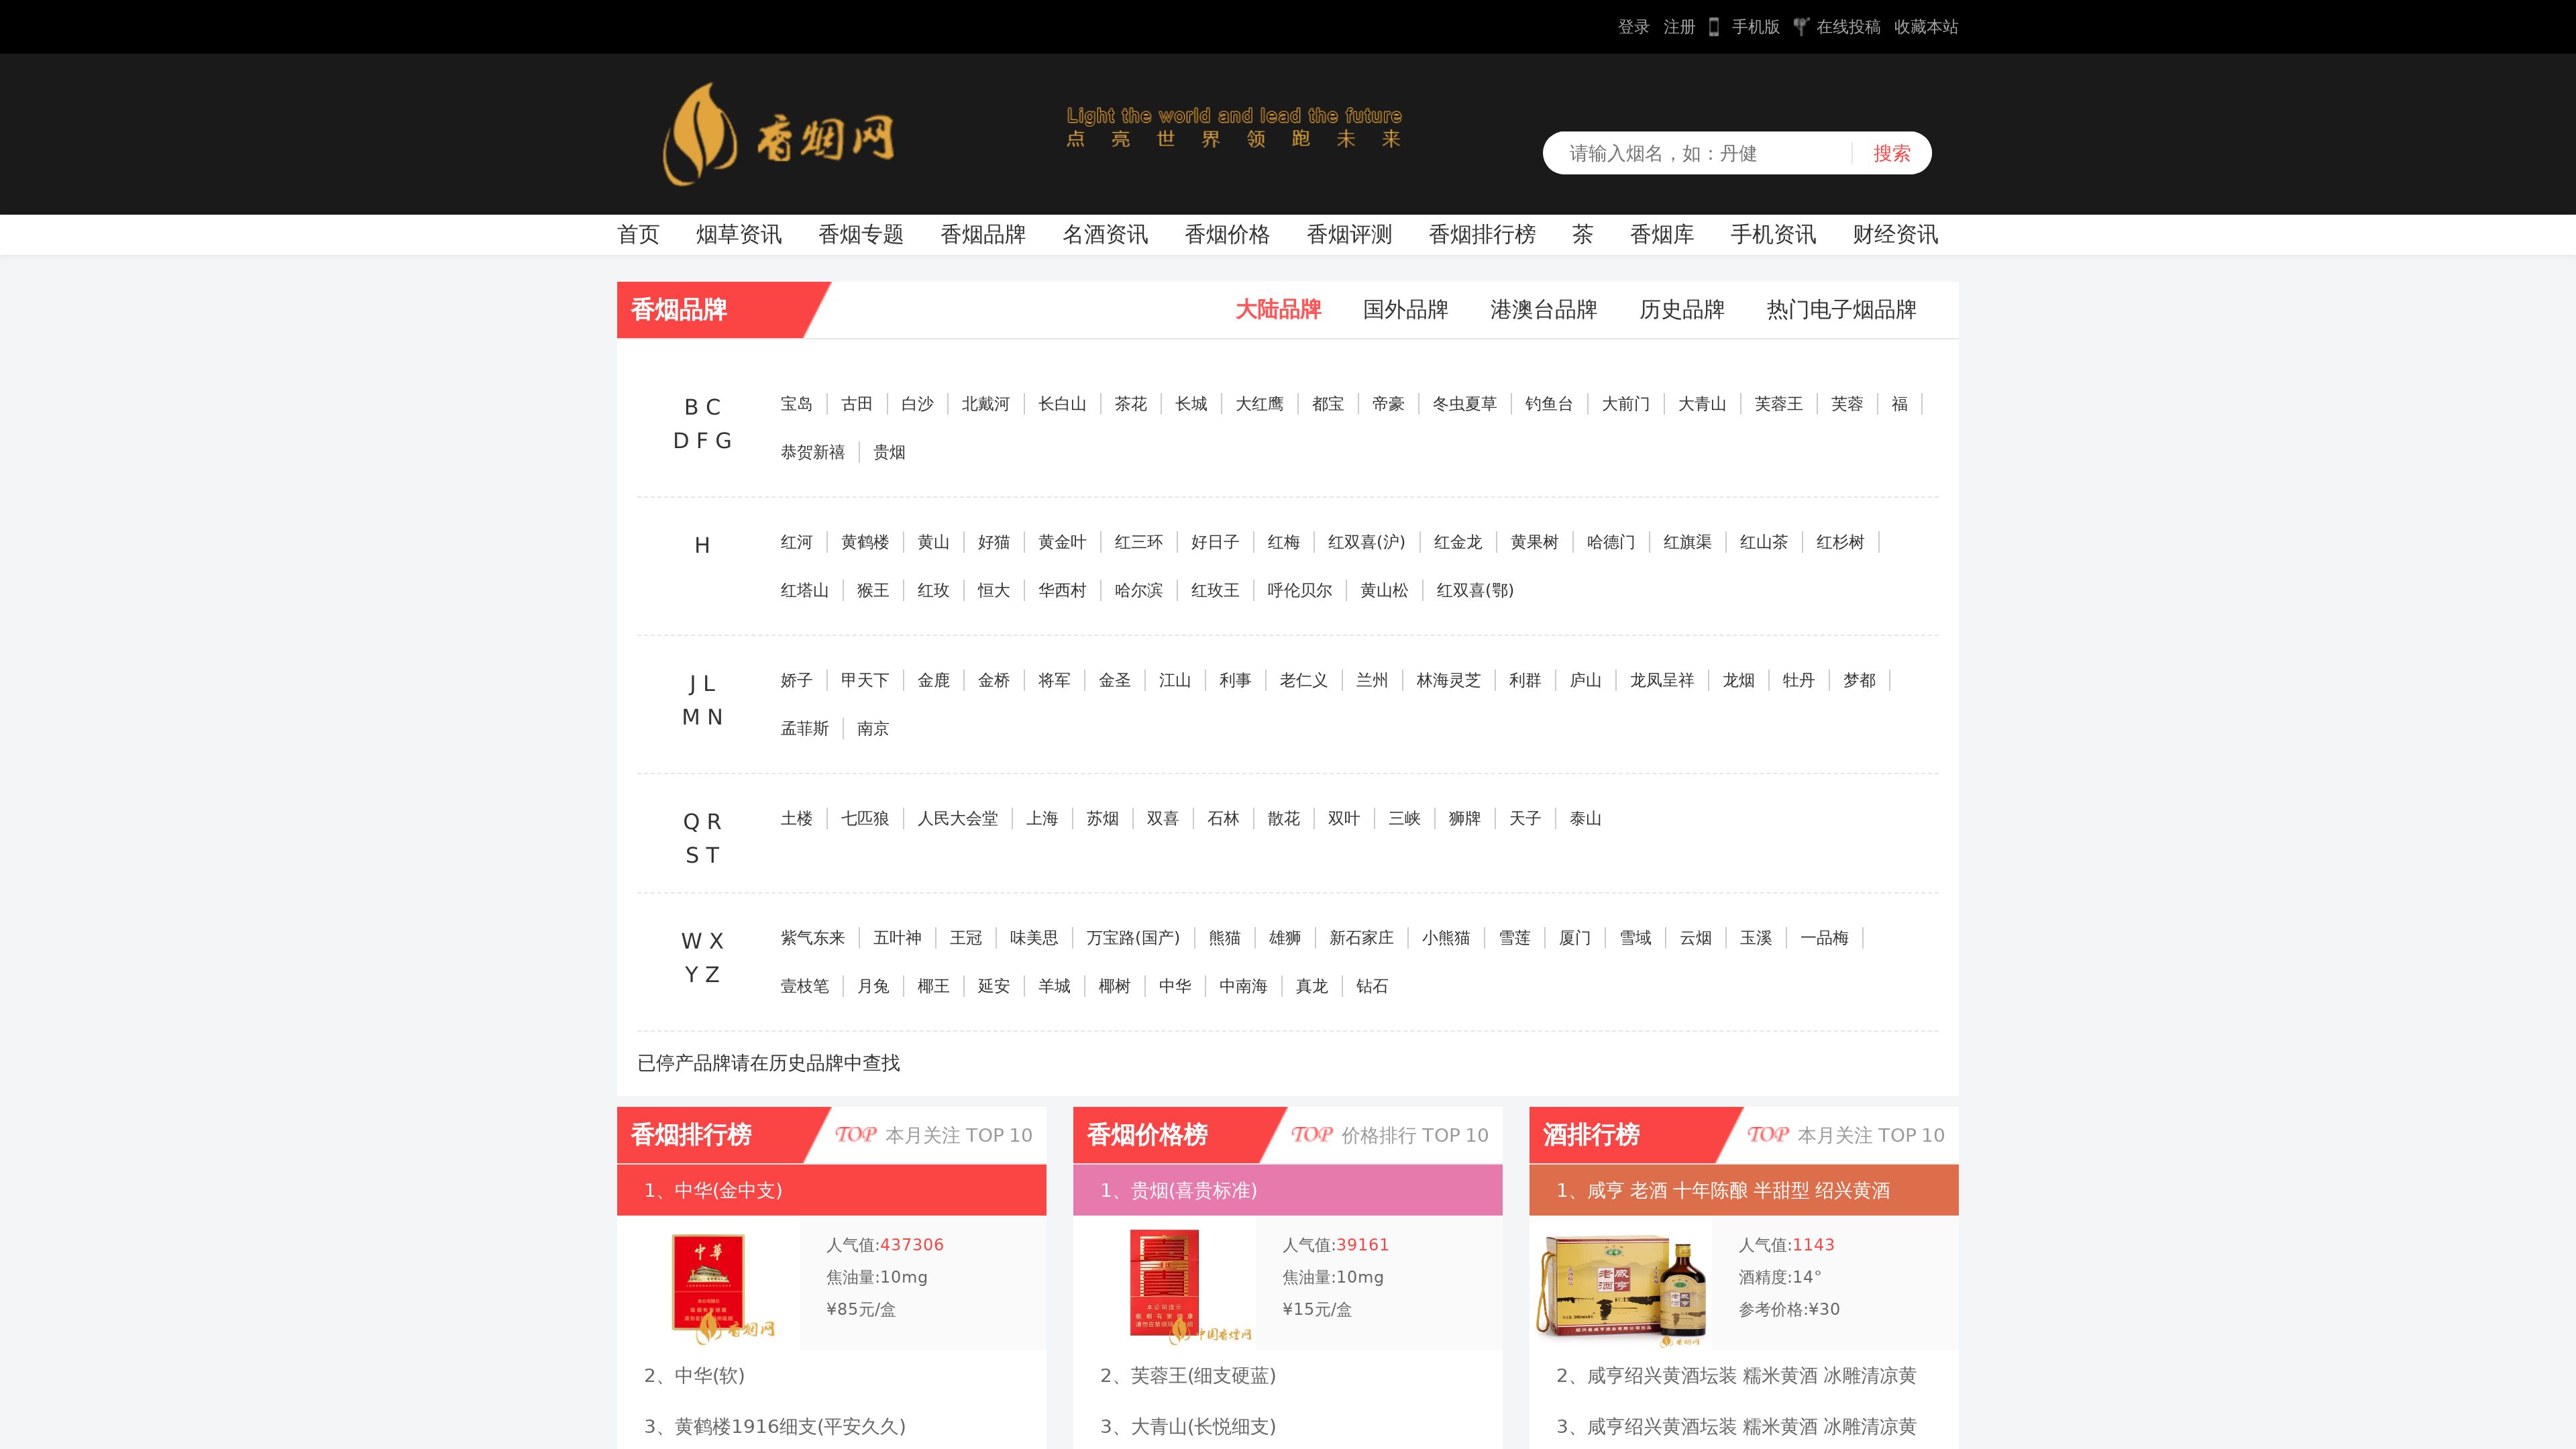 登录 注册 手机版 在线投稿 收藏本站
香烟网
Light the world and lead the future
点亮世界领跑未来
请输入烟名，如：丹健 搜索
首页 烟草资讯 香烟专题 香烟品牌 名酒资讯 香烟价格 香烟评测 香烟排行榜 茶 香烟库 手机资讯 财经资讯
香烟品牌 大陆品牌 国外品牌 港澳台品牌 历史品牌 热门电子烟品牌
B C
D F G
宝岛 古田 白沙 北戴河 长白山 茶花 长城 大红鹰 都宝 帝豪 冬虫夏草 钓鱼台 大前门 大青山 芙蓉王 芙蓉 福
恭贺新禧 贵烟
H
红河 黄鹤楼 黄山 好猫 黄金叶 红三环 好日子 红梅 红双喜(沪) 红金龙 黄果树 哈德门 红旗渠 红山茶 红杉树
红塔山 猴王 红玫 恒大 华西村 哈尔滨 红玫王 呼伦贝尔 黄山松 红双喜(鄂)
J L
M N
娇子 甲天下 金鹿 金桥 将军 金圣 江山 利事 老仁义 兰州 林海灵芝 利群 庐山 龙凤呈祥 龙烟 牡丹 梦都
孟菲斯 南京
Q R
S T
土楼 七匹狼 人民大会堂 上海 苏烟 双喜 石林 散花 双叶 三峡 狮牌 天子 泰山
W X
Y Z
紫气东来 五叶神 王冠 味美思 万宝路(国产) 熊猫 雄狮 新石家庄 小熊猫 雪莲 厦门 雪域 云烟 玉溪 一品梅
壹枝笔 月兔 椰王 延安 羊城 椰树 中华 中南海 真龙 钻石
已停产品牌请在历史品牌中查找
香烟排行榜 TOP 本月关注 TOP 10
1、中华(金中支)
中華
香烟网
人气值:437306
焦油量:10mg
¥85元/盒
2、中华(软)
3、黄鹤楼1916细支(平安久久)
香烟价格榜 TOP 价格排行 TOP 10
1、贵烟(喜贵标准)
中国香烟网
人气值:39161
焦油量:10mg
¥15元/盒
2、芙蓉王(细支硬蓝)
3、大青山(长悦细支)
酒排行榜 TOP 本月关注 TOP 10
1、咸亨 老酒 十年陈酿 半甜型 绍兴黄酒
香烟网
人气值:1143
酒精度:14°
参考价格:¥30
2、咸亨绍兴黄酒坛装 糯米黄酒 冰雕清凉黄
3、咸亨绍兴黄酒坛装 糯米黄酒 冰雕清凉黄